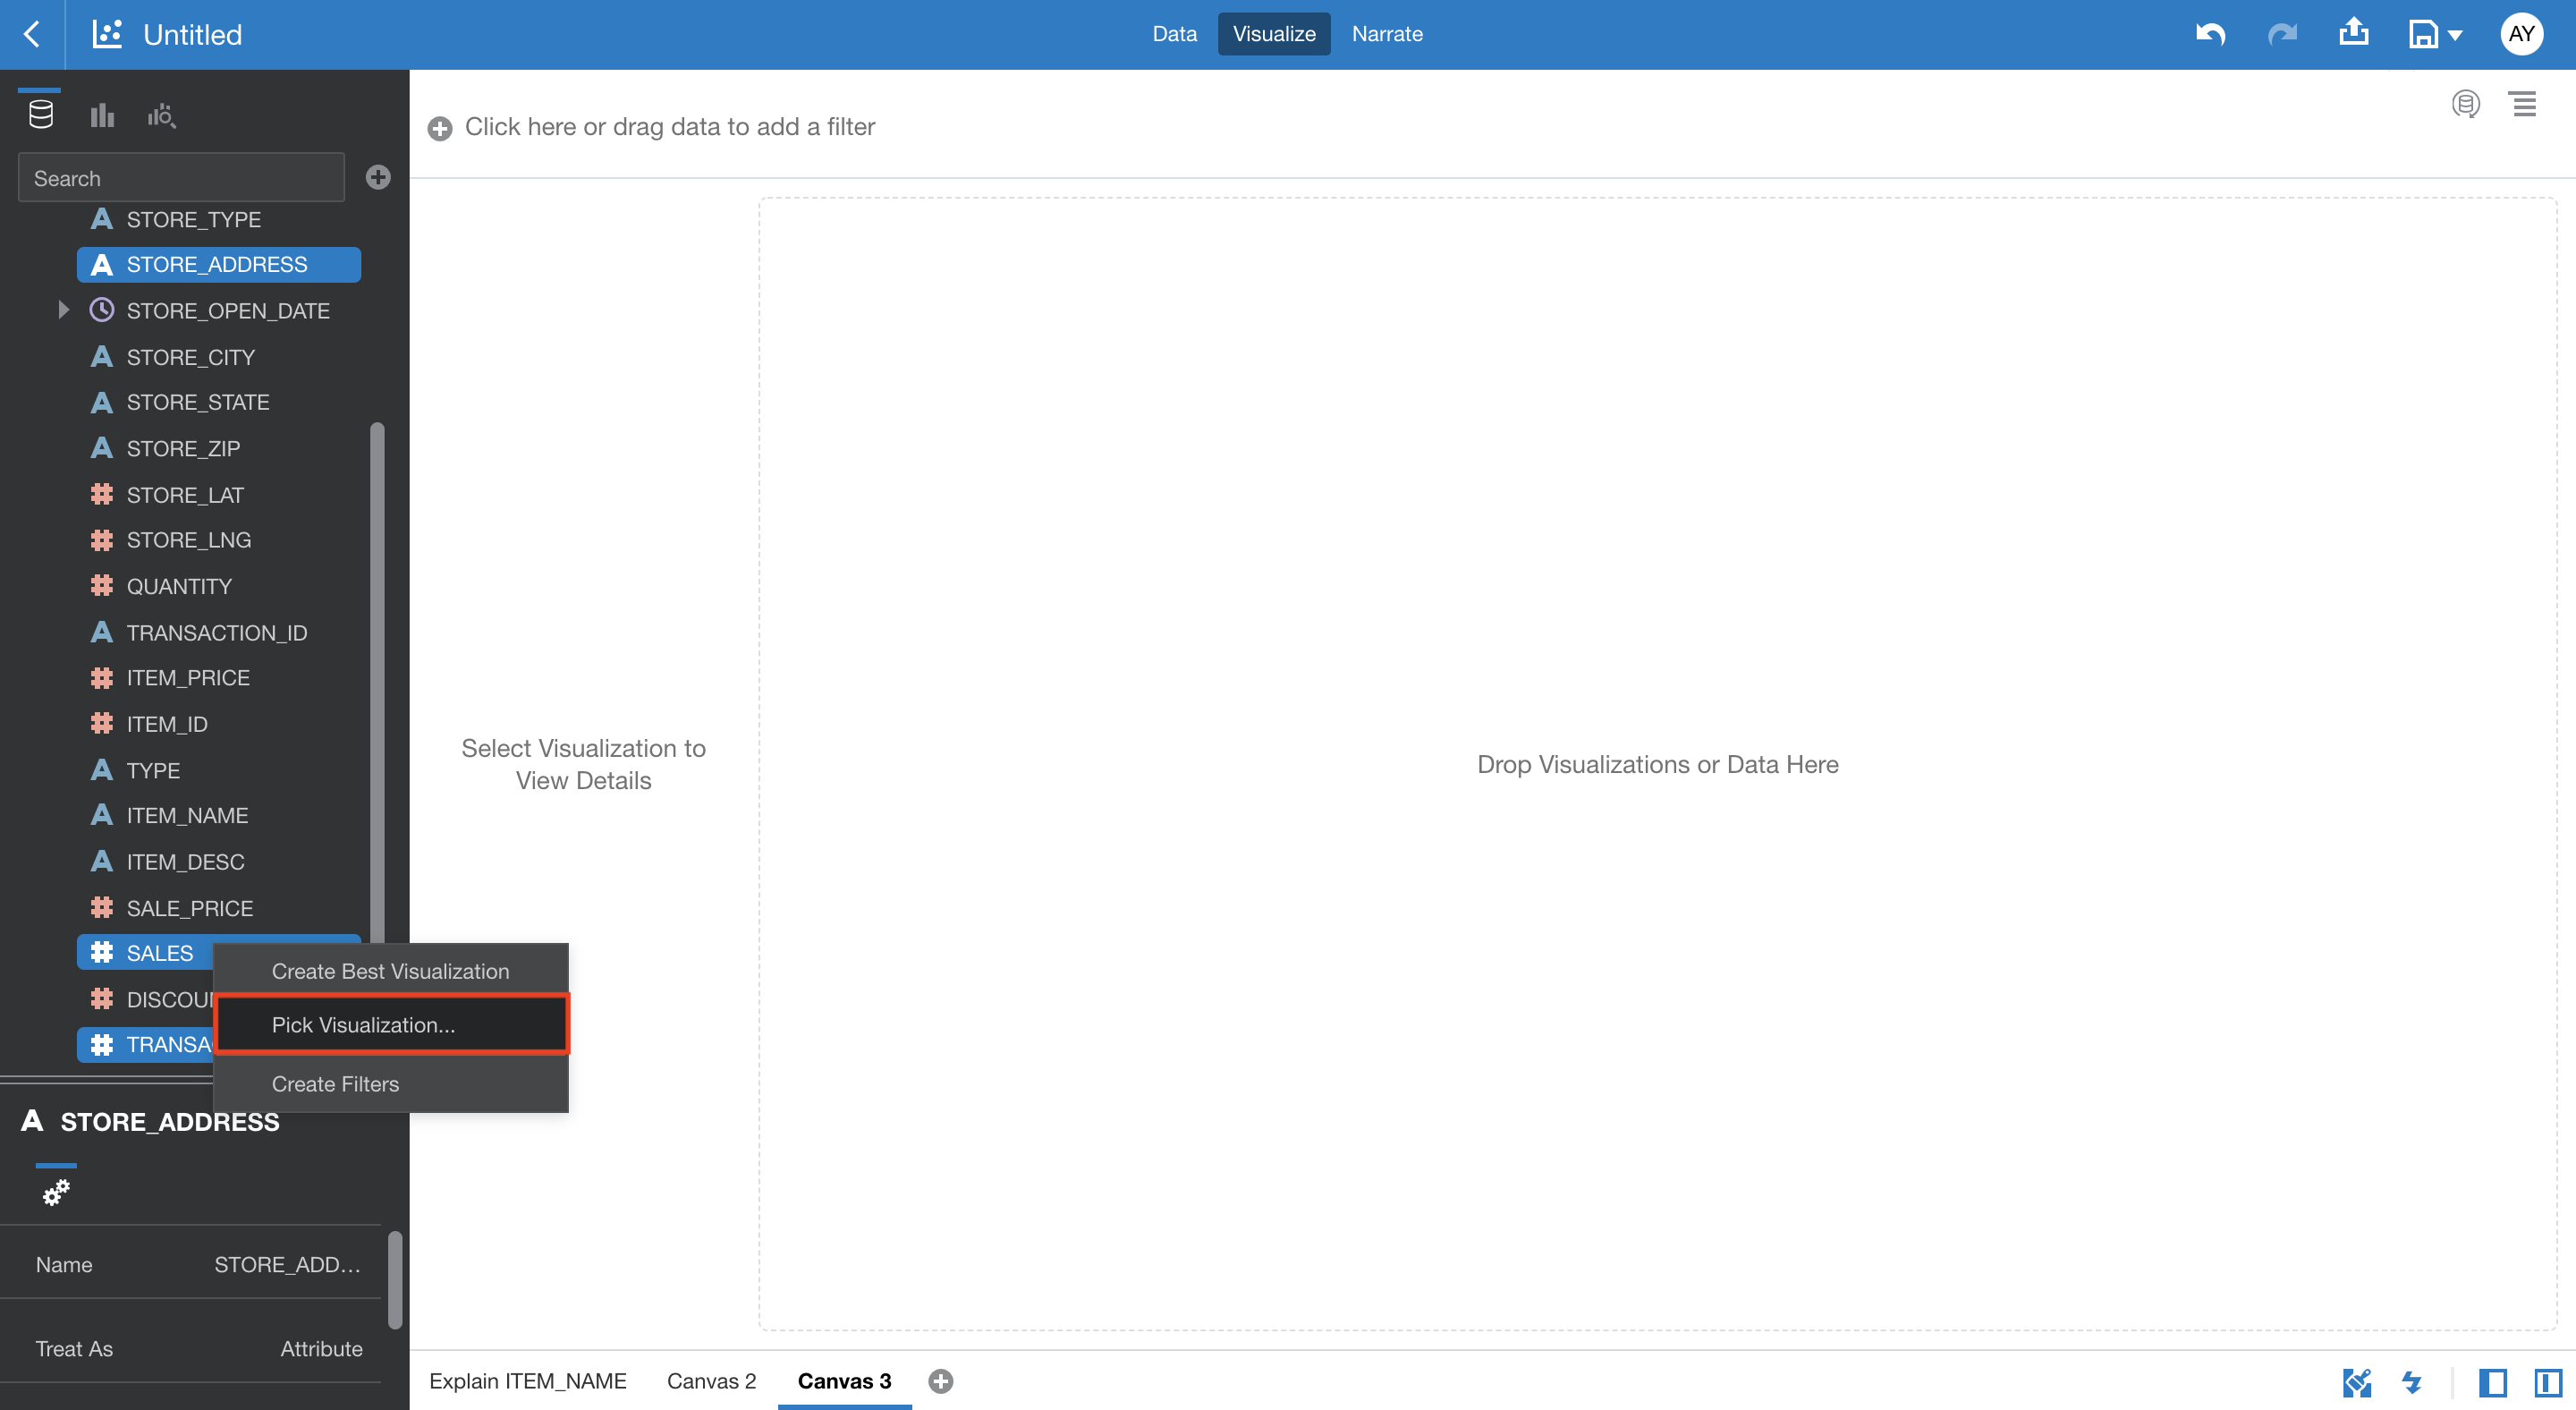 Untitled
Data
Visualize
Narrate
AY
Search
Click here or drag data to add a filter
STORE_TYPE
STORE_ADDRESS
STORE_OPEN_DATE
STORE_CITY
STORE_STATE
STORE_ZIP
STORE_LAT
STORE_LNG
QUANTITY
TRANSACTION_ID
ITEM_PRICE
ITEM_ID
TYPE
ITEM_NAME
ITEM_DESC
SALE_PRICE
SALES
DISCOUN
TRANSA
Create Best Visualization
Pick Visualization...
Create Filters
A STORE_ADDRESS
Name STORE_ADD...
Treat As Attribute
Select Visualization to
View Details
Drop Visualizations or Data Here
Explain ITEM_NAME
Canvas 2
Canvas 3